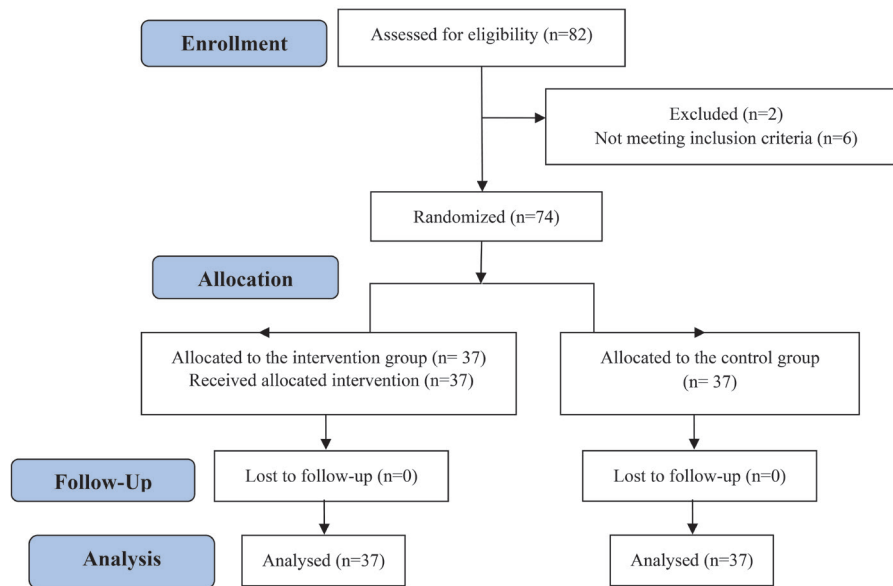 Enrollment
Assessed for eligibility (n=82)
Excluded (n=2)
Not meeting inclusion criteria (n=6)
Randomized (n=74)
Allocation
Allocated to the intervention group (n= 37)
Received allocated intervention (n=37)
Allocated to the control group
(n= 37)
Follow-Up
Lost to follow-up (n=0)
Lost to follow-up (n=0)
Analysis
Analysed (n=37)
Analysed (n=37)